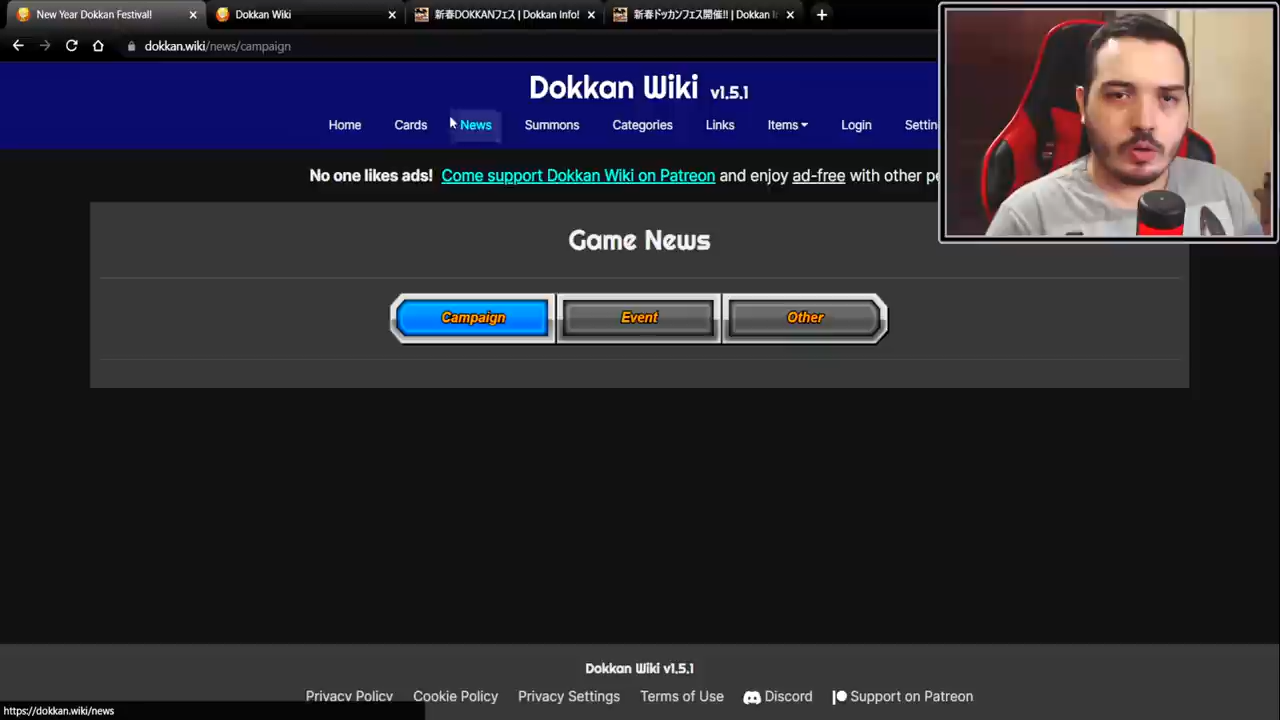 New Year Dokkan Festival!
Dokkan Wiki
新春DOKKANフェス | Dokkan Info!
新春ドッカンフェス開催!! | Dokkan
dokkan.wiki/news/campaign
Dokkan Wiki v1.5.1
Home Cards News Summons Categories Links Items Login
No one likes ads! Come support Dokkan Wiki on Patreon and enjoy ad-free with other
Game News
Campaign Event Other
Dokkan Wiki v1.5.1
Privacy Policy Cookie Policy Privacy Settings Terms of Use Discord Support on Patreon
https://dokkan.wiki/news